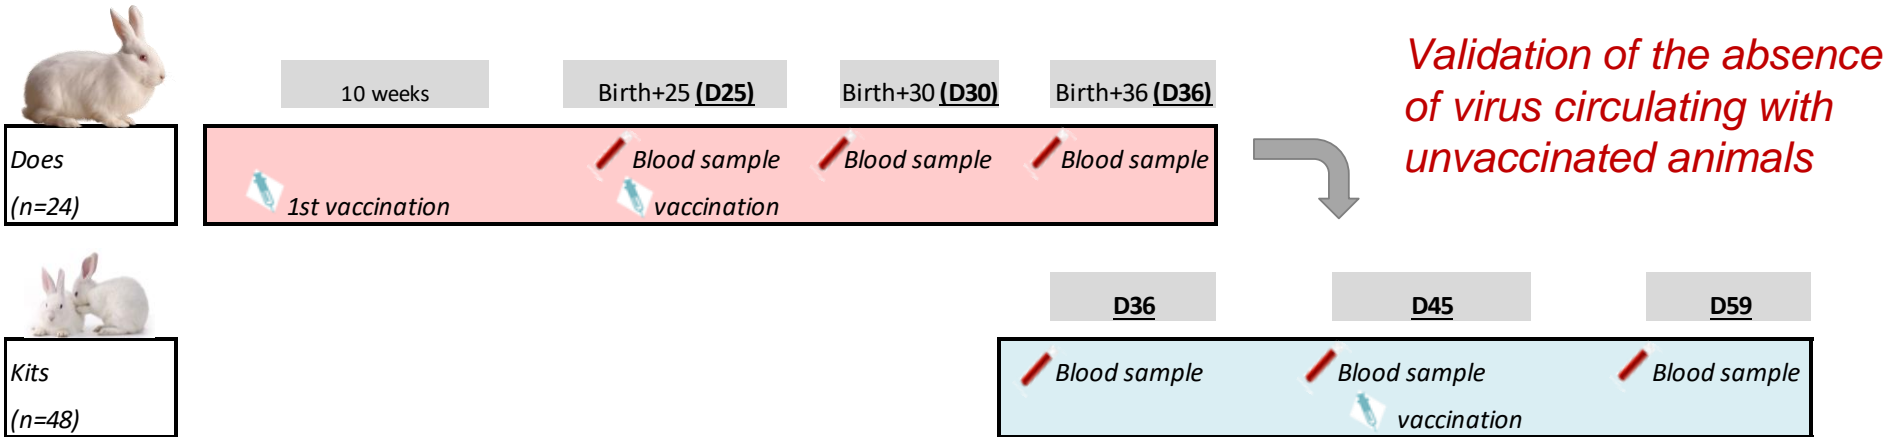 Validation of the absence
of virus circulating with
unvaccinated animals
10 weeks
Birth+25 (D25)
Birth+30 (D30)
Birth+36 (D36)
Does
(n=24)
Blood sample
Blood sample
Blood sample
1st vaccination
vaccination
D36
D45
D59
Kits
(n=48)
Blood sample
Blood sample
Blood sample
vaccination